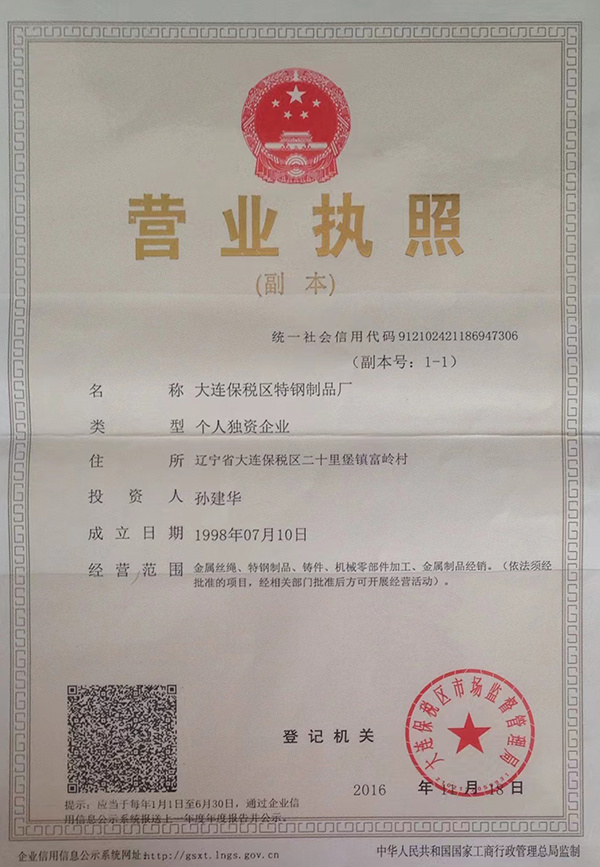 营业执照
(副 本)
统一社会信用代码 912102421186947306
（副本号：1-1）
名 称 大连保税区特钢制品厂
类 型 个人独资企业
住 所 辽宁省大连保税区二十里堡镇富岭村
投 资 人 孙建华
成 立 日 期 1998年07月10日
经 营 范 围 金属丝绳、特钢制品、铸件、机械零部件加工、金属制品经销。（依法须经
批准的项目，经相关部门批准后方可开展经营活动）。
大连保税区市场监督管理局
登 记 机 关
2016 年 11 月 18 日
提示：应当于每年1月1日至6月30日，通过企业信
用信息公示系统报送上一年度年度报告并公示。
企业信用信息公示系统网址：http://gsxt.lngs.gov.cn
中华人民共和国国家工商行政管理总局监制